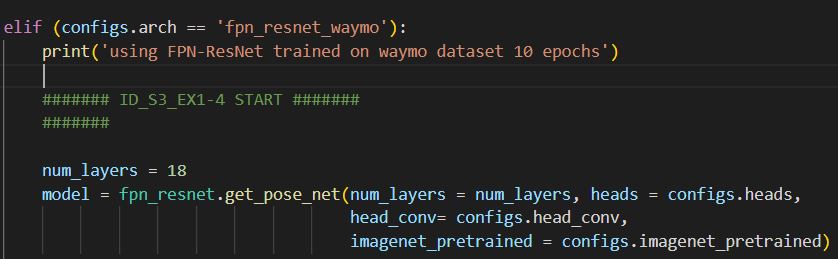 elif (configs.arch == 'fpn_resnet_waymo'):
print('using FPN-ResNet trained on waymo dataset 10 epochs')
####### ID_S3_EX1-4 START #######
#######
num_layers = 18
model = fpn_resnet.get_pose_net(num_layers = num_layers, heads = configs.heads,
head_conv= configs.head_conv,
imagenet_pretrained = configs.imagenet_pretrained)